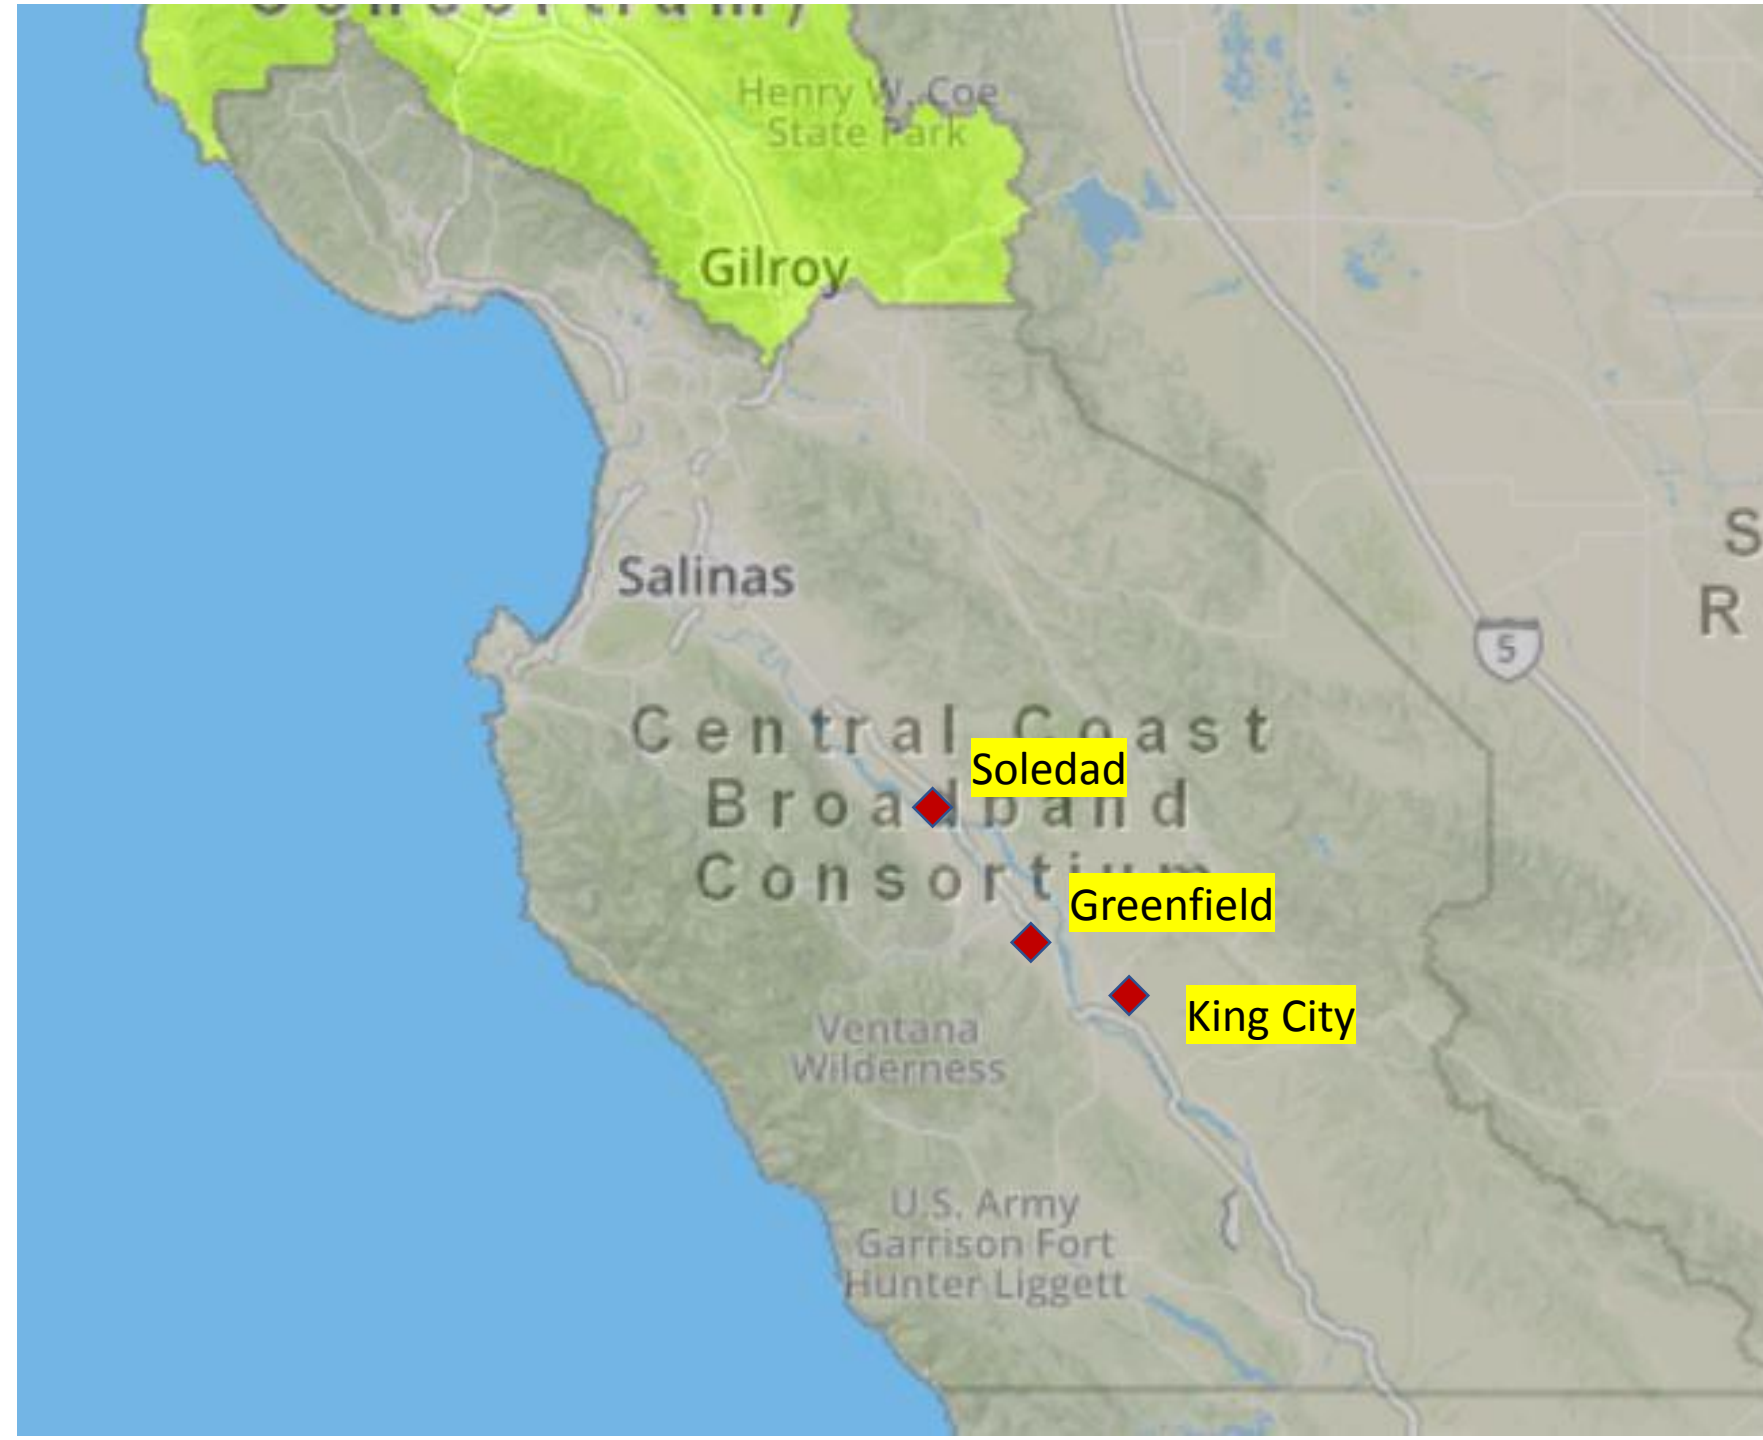 Henry W. Coe
State Park
Gilroy
S
Salinas
R
5
Central Coast
Soledad
Broadband
Consortium
Greenfield
King City
Ventana
Wilderness
U.S. Army
Garrison Fort
Hunter Liggett